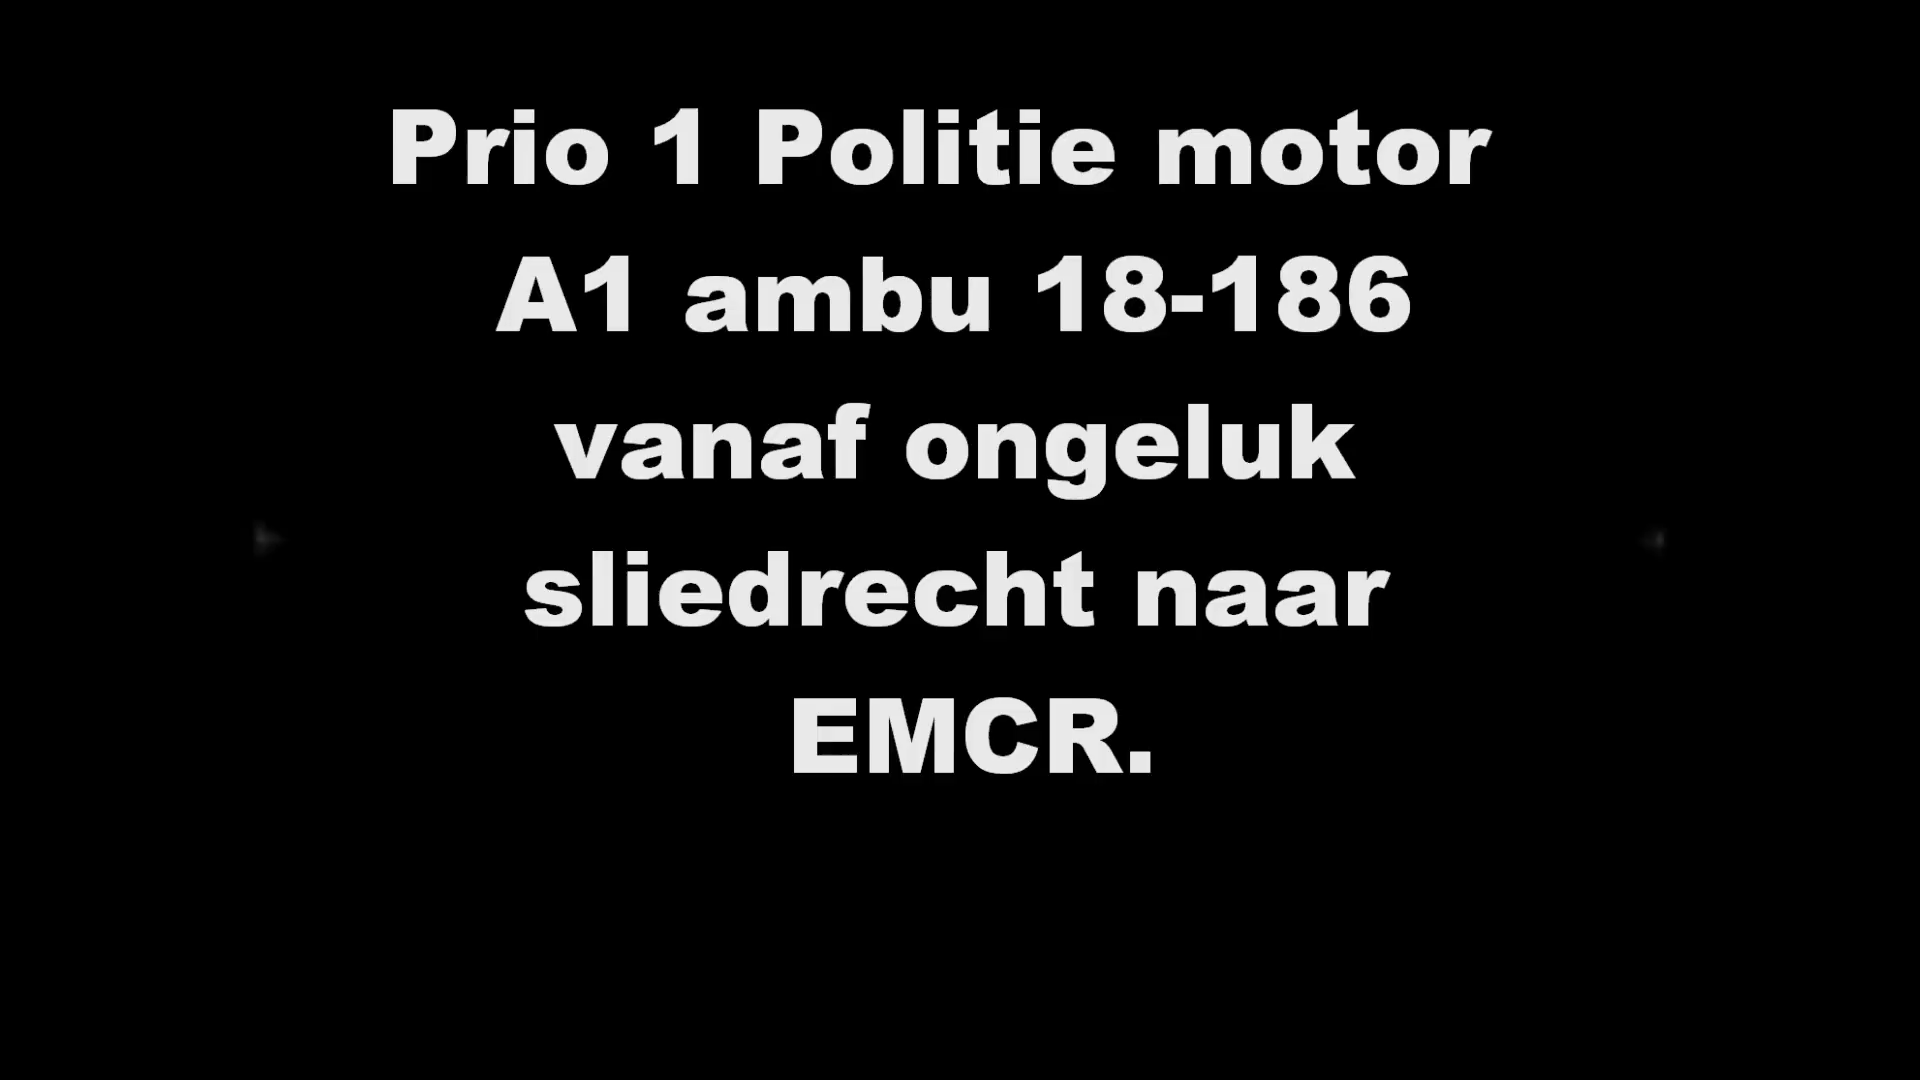 Prio 1 Politie motor
A1 ambu 18-186
vanaf ongeluk
sliedrecht naar
EMCR.